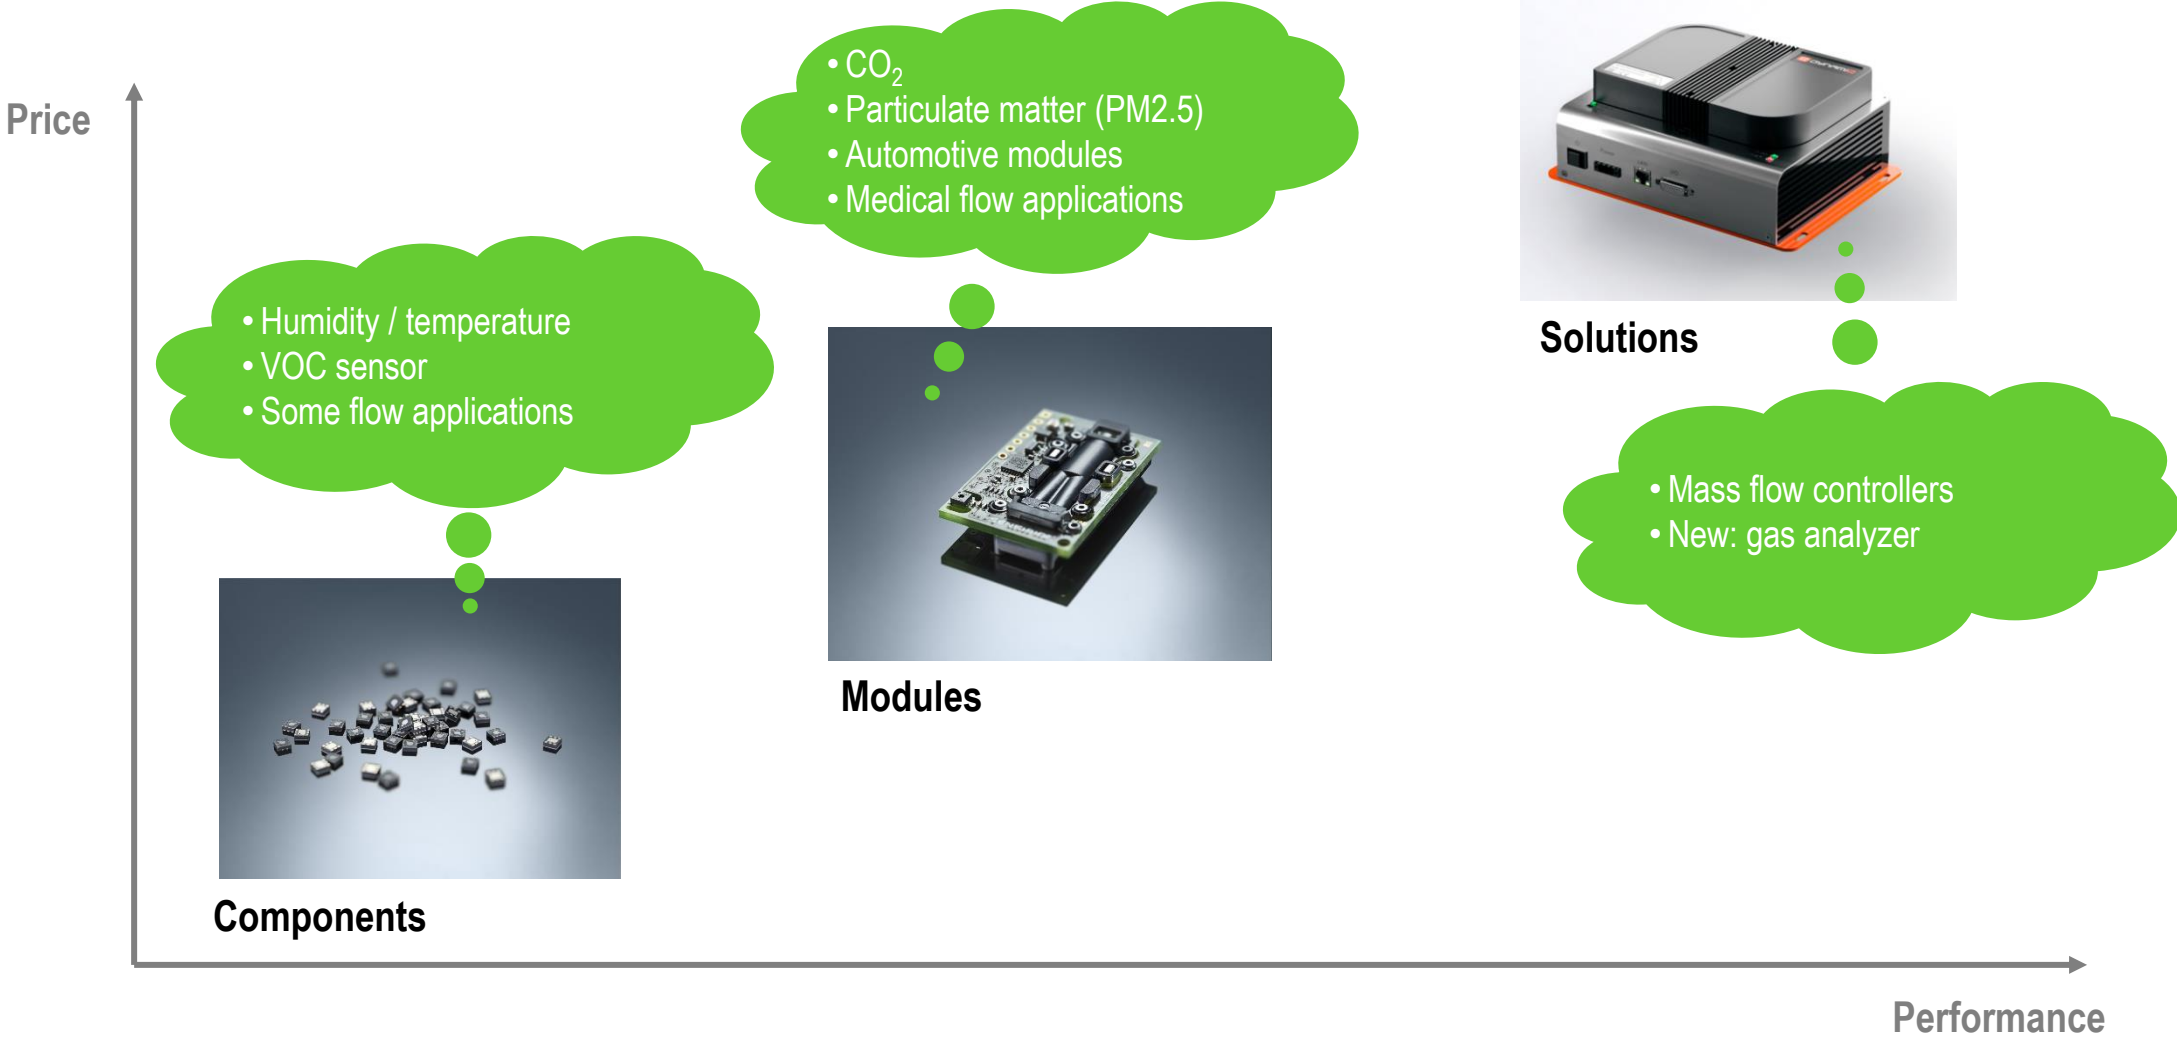 Price
• CO₂
• Particulate matter (PM2.5)
• Automotive modules
• Medical flow applications
• Humidity / temperature
• VOC sensor
• Some flow applications
Solutions
• Mass flow controllers
• New: gas analyzer
Modules
Components
Performance